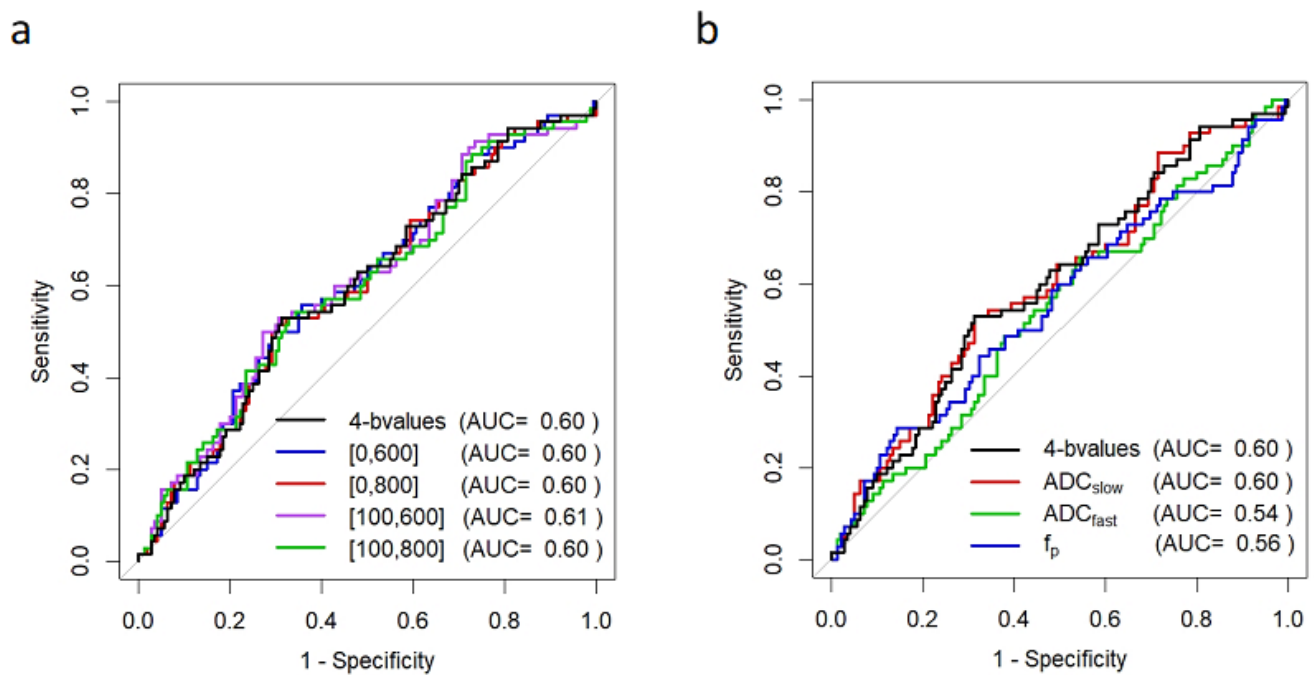 a
b
Sensitivity
1.0
0.8
0.6
0.4
0.2
0.0
4-bvalues (AUC= 0.60 )
[0,600] (AUC= 0.60 )
[0,800] (AUC= 0.60 )
[100,600] (AUC= 0.61 )
[100,800] (AUC= 0.60 )
0.0 0.2 0.4 0.6 0.8 1.0
1 - Specificity
Sensitivity
1.0
0.8
0.6
0.4
0.2
0.0
4-bvalues (AUC= 0.60 )
ADCslow (AUC= 0.60 )
ADCfast (AUC= 0.54 )
fp (AUC= 0.56 )
0.0 0.2 0.4 0.6 0.8 1.0
1 - Specificity